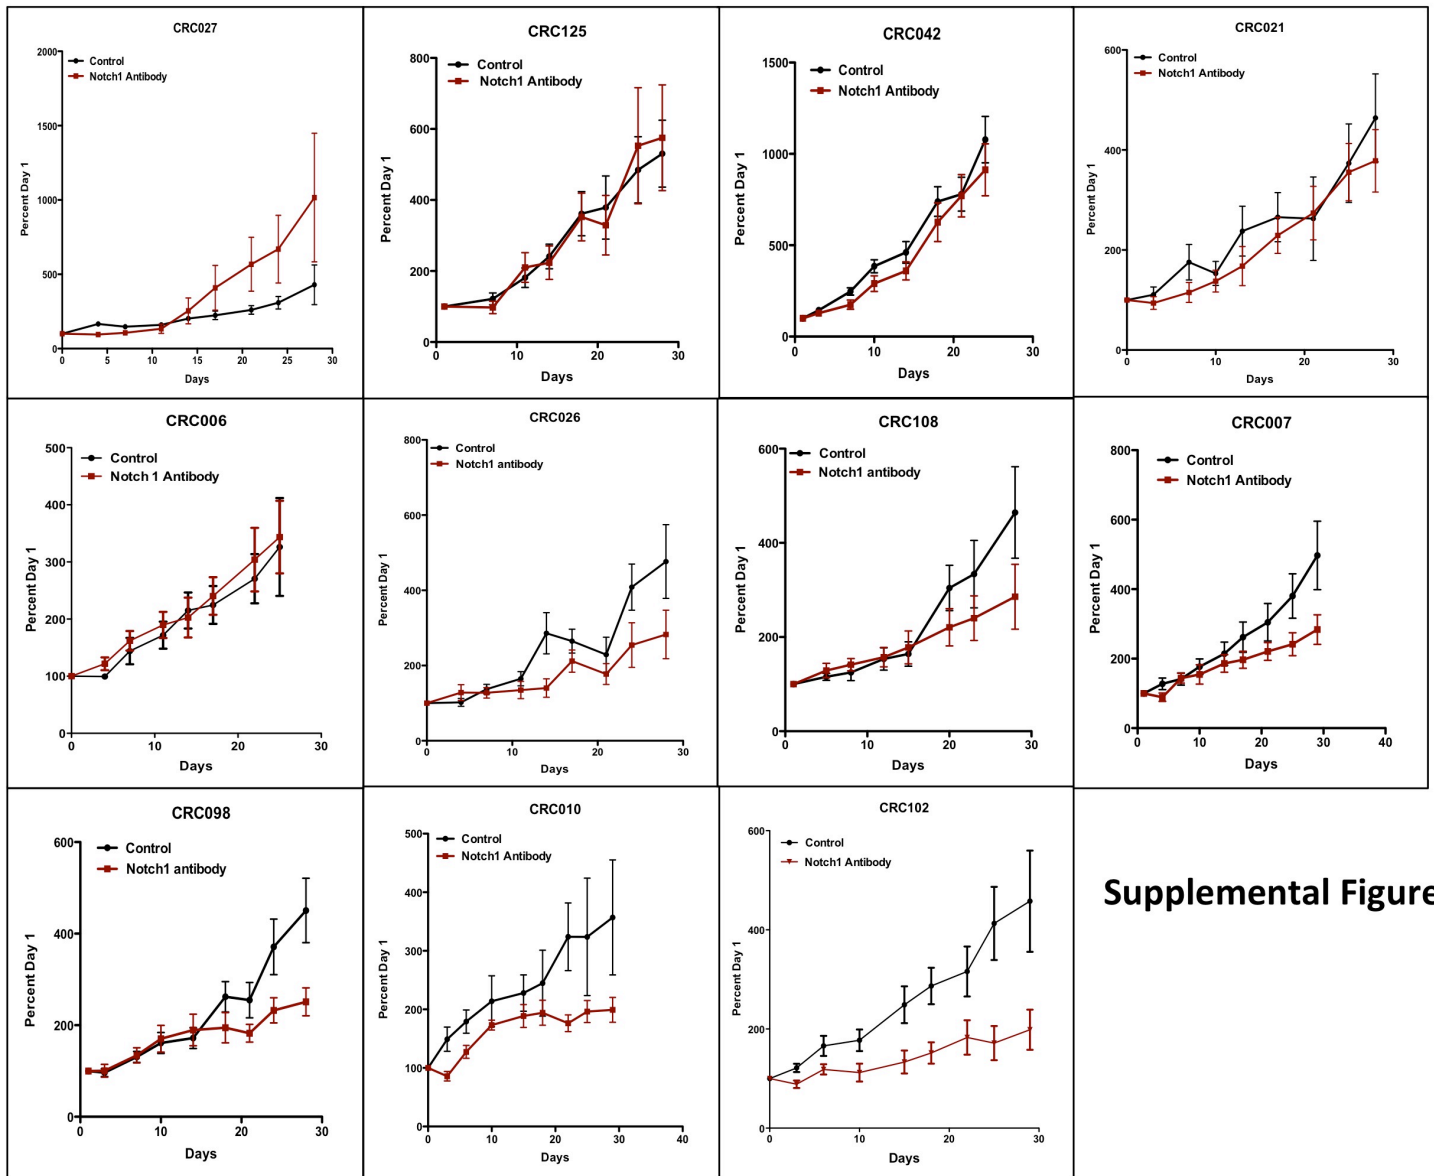 CRC027
2000
1500
1000
500
0
Control
Notch1 Antibody
Percent Day 1
0 5 10 15 20 25 30
Days
CRC125
800
600
400
200
0
Control
Notch1 Antibody
Percent Day 1
0 10 20 30
Days
CRC042
1500
1000
500
0
Control
Notch1 Antibody
Percent Day 1
0 10 20 30
Days
CRC021
600
400
200
0
Control
Notch1 Antibody
Percent Day 1
0 10 20 30
Days
CRC006
500
400
300
200
100
0
Control
Notch 1 Antibody
Percent Day 1
0 10 20 30
Days
CRC026
800
600
400
200
0
Control
Notch1 antibody
Percent Day 1
0 10 20 30
Days
CRC108
600
400
200
0
Control
Notch1 antibody
Percent Day 1
0 10 20 30
Days
CRC007
800
600
400
200
0
Control
Notch1 Antibody
Percent Day 1
0 10 20 30 40
Days
CRC098
600
400
200
0
Control
Notch1 antibody
Percent Day 1
0 10 20 30
Days
CRC010
500
400
300
200
100
0
Control
Notch1 Antibody
Percent Day 1
0 10 20 30 40
Days
CRC102
600
400
200
0
Control
Notch1 Antibody
Percent Day 1
0 10 20 30
Days
Supplemental Figure